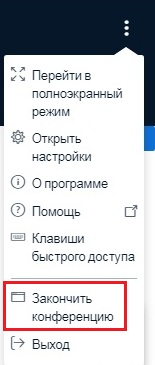 Перейти в
полноэкранный
режим
Открыть
настройки
О программе
Помощь
Клавиши
быстрого доступа
Закончить
конференцию
Выход